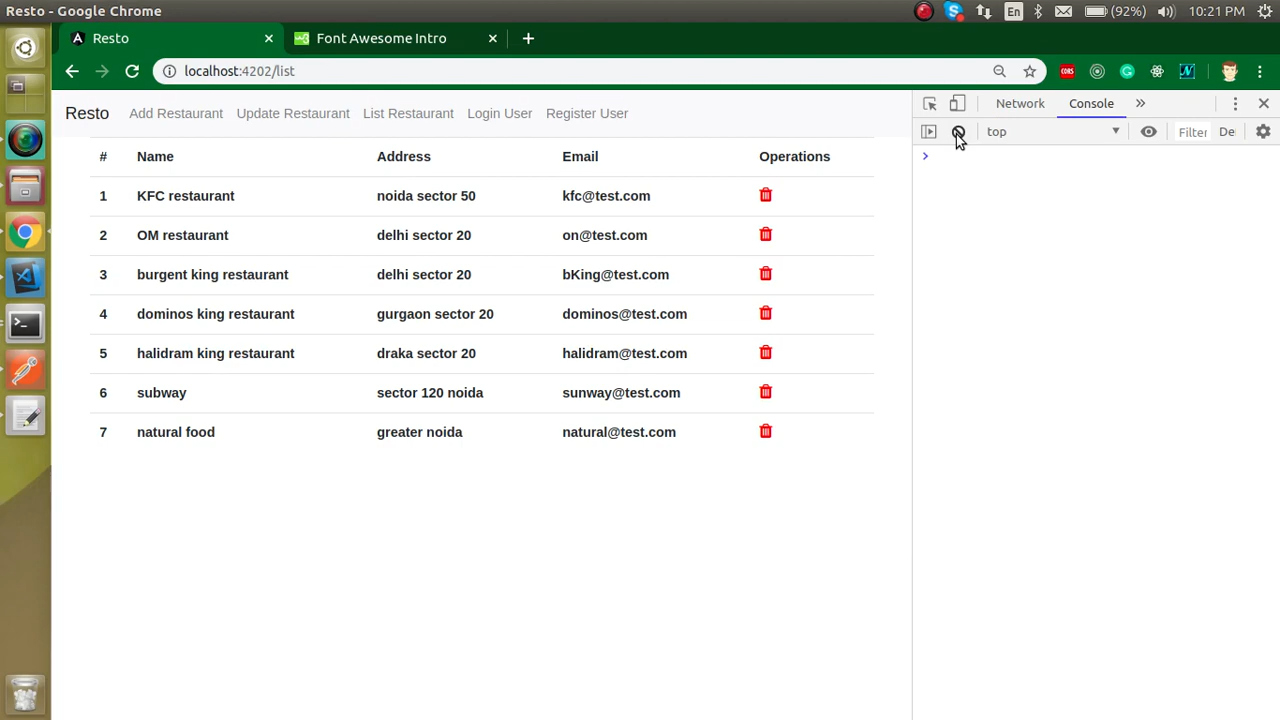 Resto - Google Chrome
En (92%) 10:21 PM
Resto Font Awesome Intro
localhost:4202/list
Resto Add Restaurant Update Restaurant List Restaurant Login User Register User
# Name Address Email Operations
1 KFC restaurant noida sector 50 kfc@test.com
2 OM restaurant delhi sector 20 on@test.com
3 burgent king restaurant delhi sector 20 bKing@test.com
4 dominos king restaurant gurgaon sector 20 dominos@test.com
5 halidram king restaurant draka sector 20 halidram@test.com
6 subway sector 120 noida sunway@test.com
7 natural food greater noida natural@test.com
Network Console
top Filter De